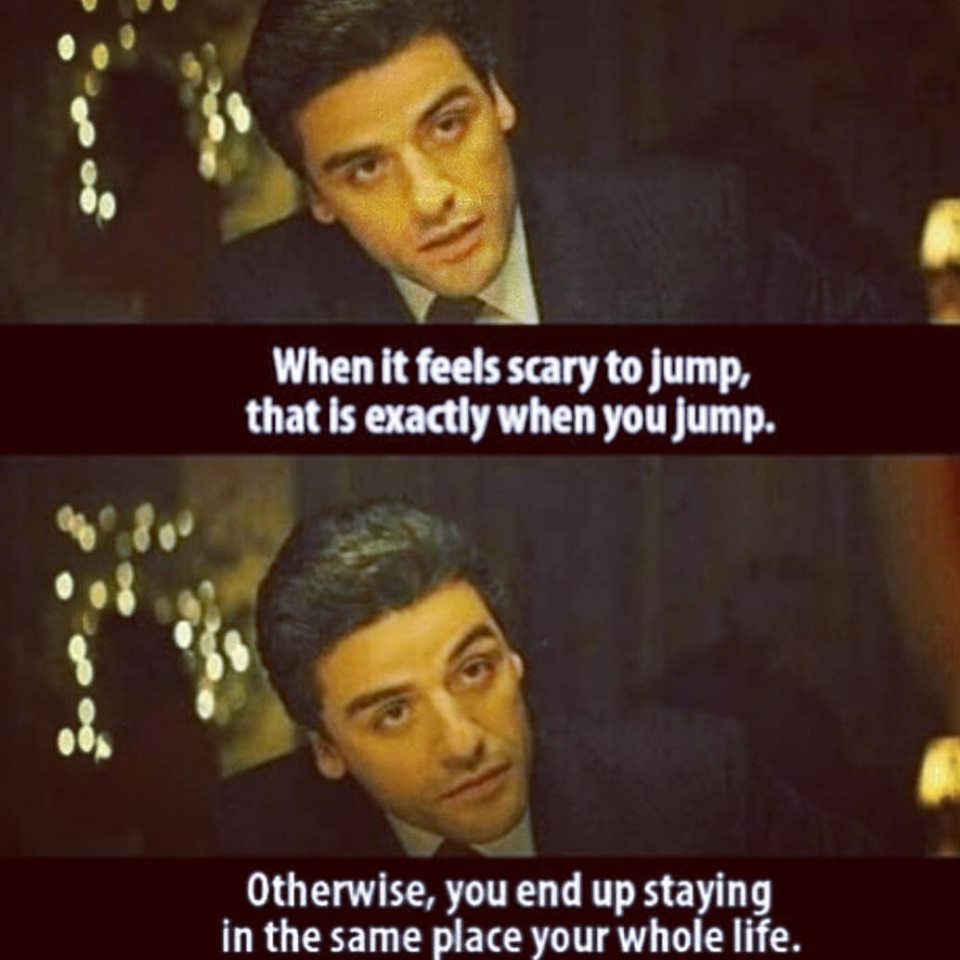 When it feels scary to jump,
that is exactly when you jump.
Otherwise, you end up staying
in the same place your whole life.